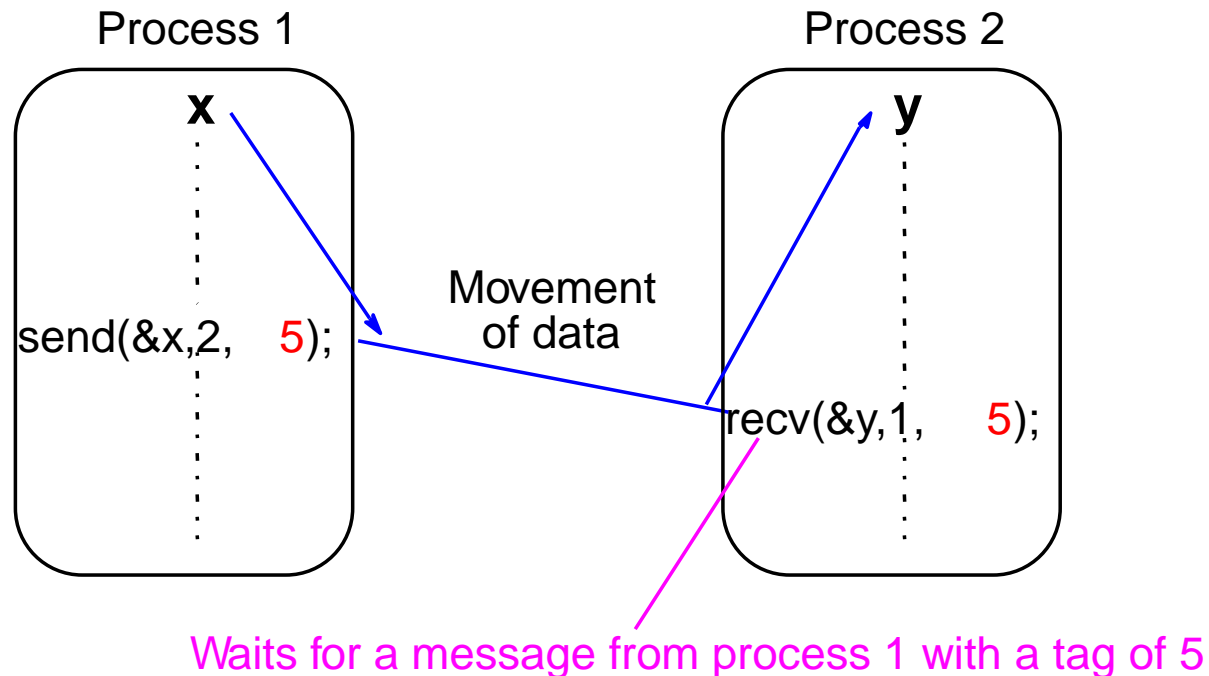 Process 1
Process 2
x
y
Movement
of data
send(&x,2, 5);
recv(&y,1, 5);
Waits for a message from process 1 with a tag of 5